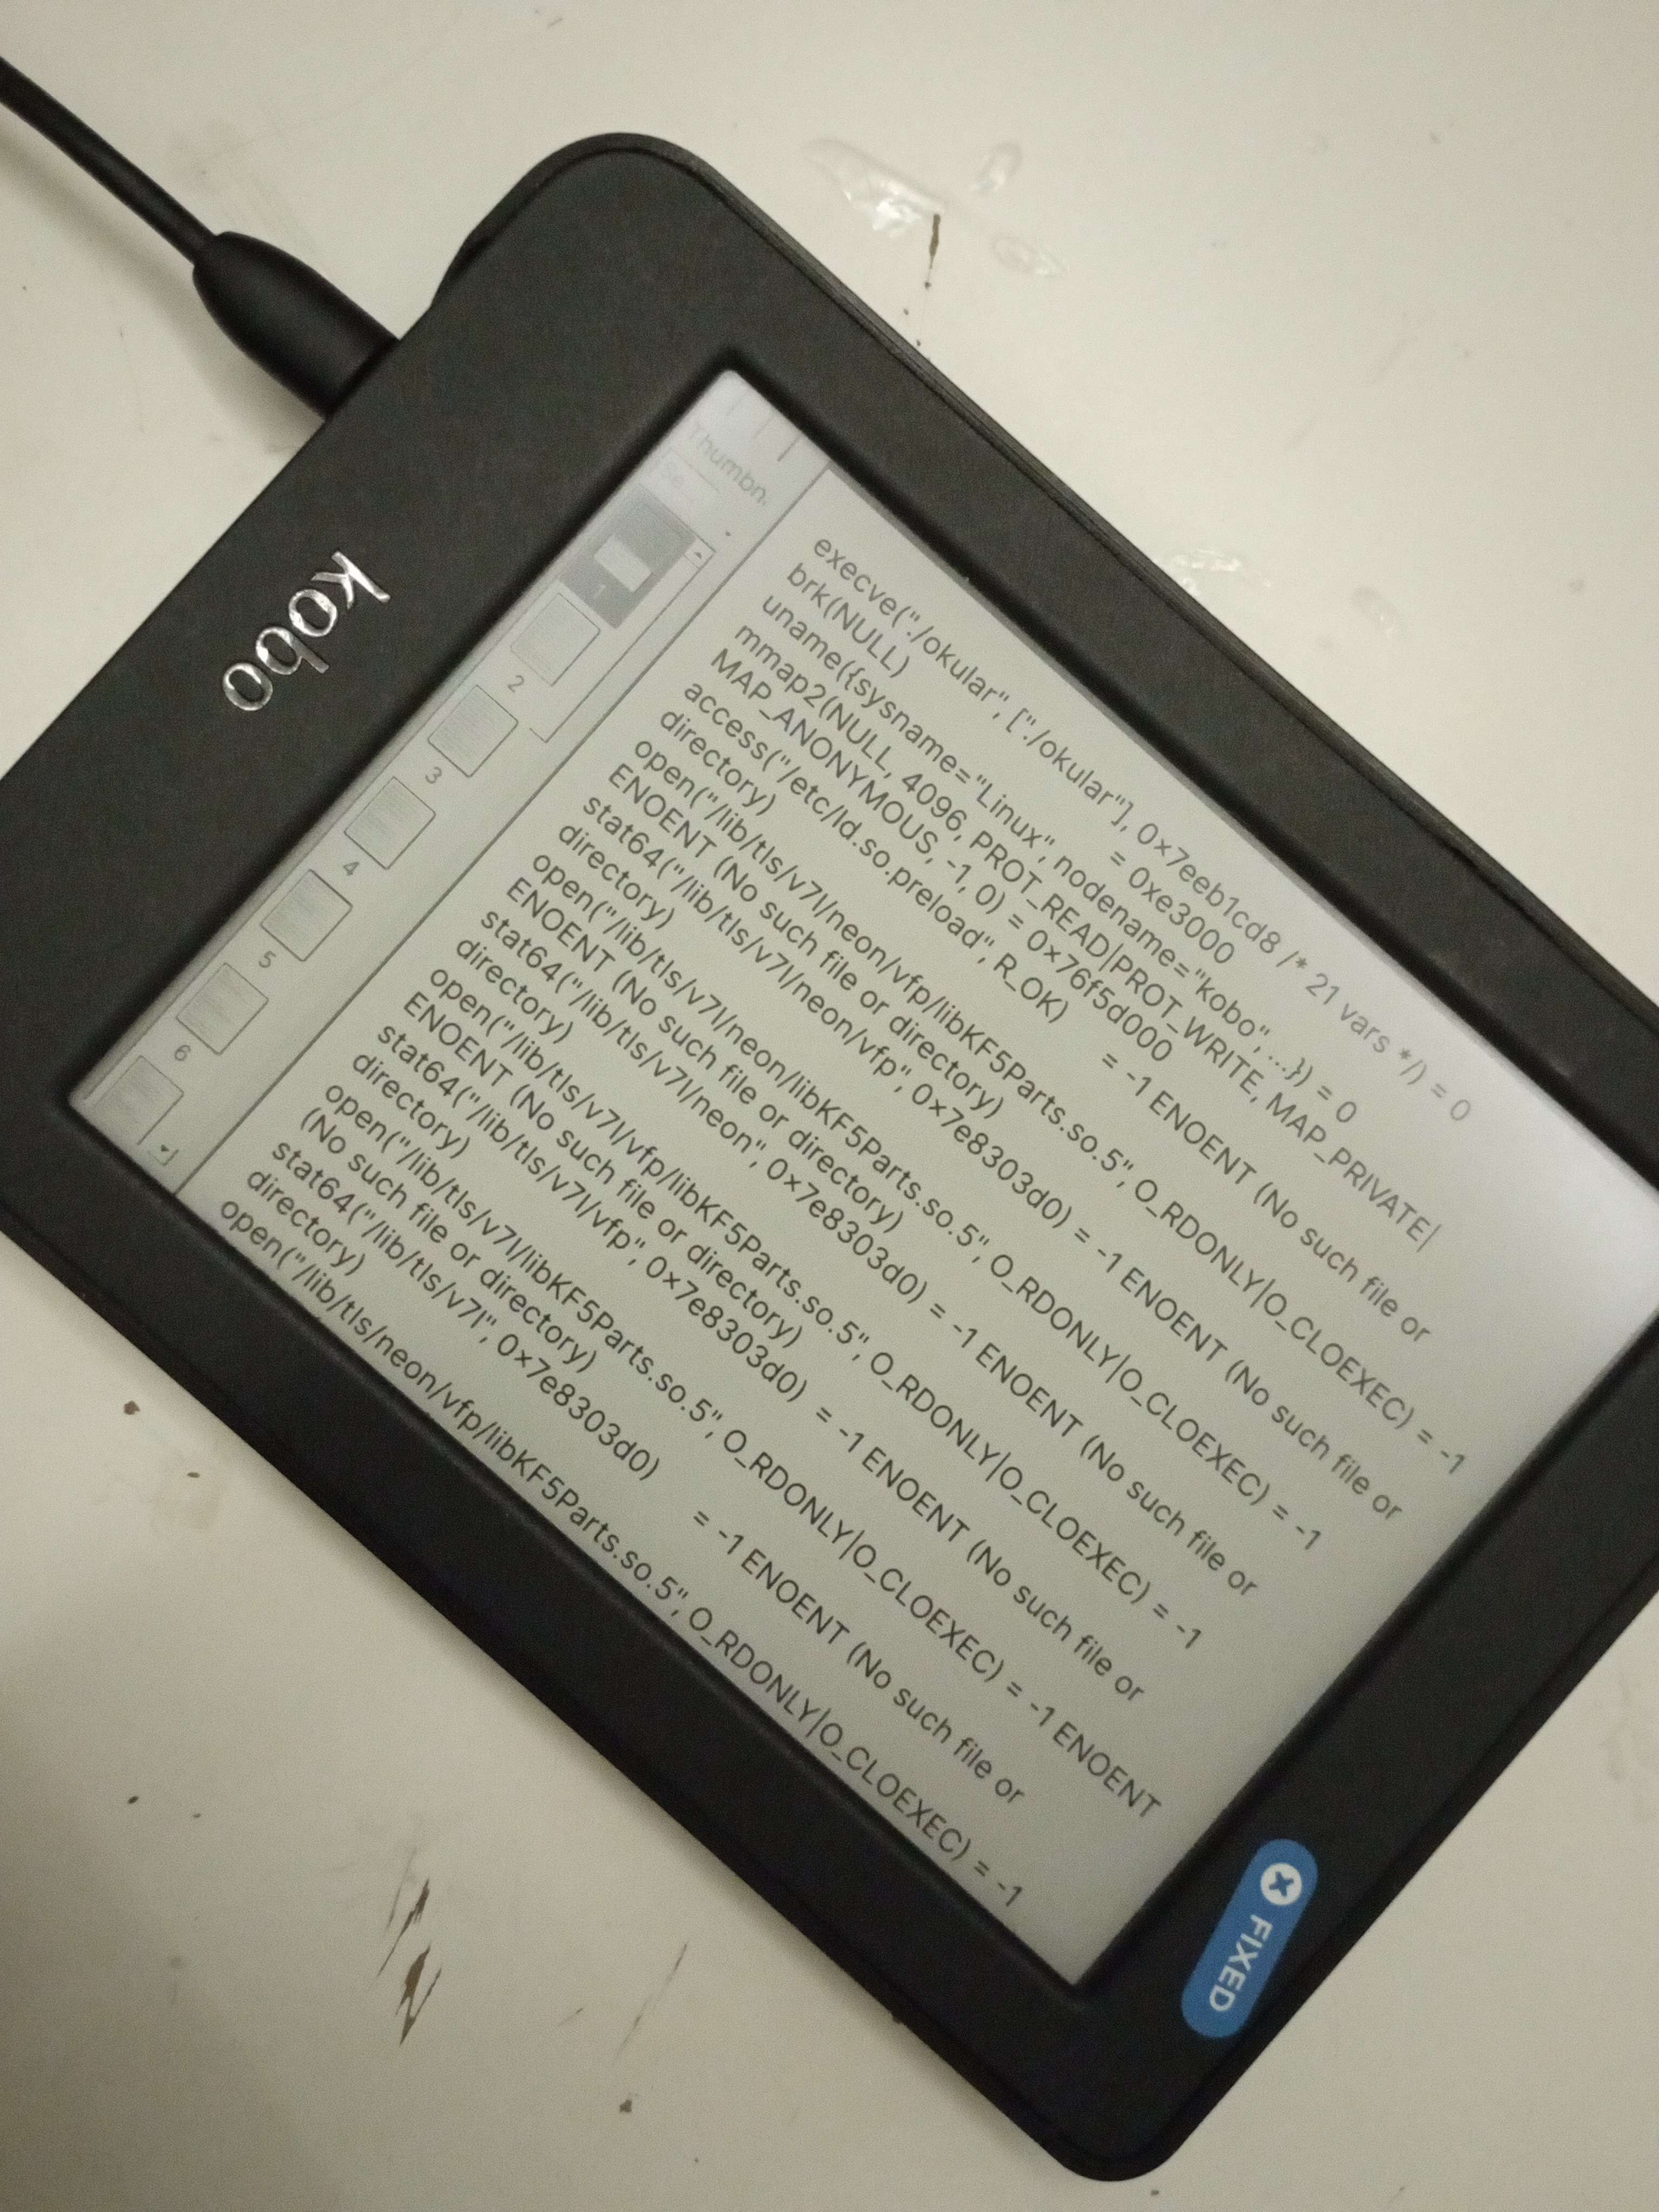 kobo
Thumbn.
1
2
3
4
5
6
execve("./okular", ["./okular"], 0x7eeb1cd8 /* 21 vars */) = 0
brk(NULL) = 0xe3000
uname({sysname="Linux", nodename="kobo", ...}) = 0
mmap2(NULL, 4096, PROT_READ|PROT_WRITE, MAP_PRIVATE|
MAP_ANONYMOUS, -1, 0) = 0x76f5d000
access("/etc/ld.so.preload", R_OK) = -1 ENOENT (No such file or
directory)
open("/lib/tls/v7l/neon/vfp/libKF5Parts.so.5", O_RDONLY|O_CLOEXEC) = -1
ENOENT (No such file or directory)
stat64("/lib/tls/v7l/neon/vfp", 0x7e8303d0) = -1 ENOENT (No such file or
directory)
open("/lib/tls/v7l/neon/libKF5Parts.so.5", O_RDONLY|O_CLOEXEC) = -1
ENOENT (No such file or directory)
stat64("/lib/tls/v7l/neon", 0x7e8303d0) = -1 ENOENT (No such file or
directory)
open("/lib/tls/v7l/vfp/libKF5Parts.so.5", O_RDONLY|O_CLOEXEC) = -1
ENOENT (No such file or directory)
stat64("/lib/tls/v7l/vfp", 0x7e8303d0) = -1 ENOENT (No such file or
directory)
open("/lib/tls/v7l/libKF5Parts.so.5", O_RDONLY|O_CLOEXEC) = -1 ENOENT
(No such file or directory)
stat64("/lib/tls/v7l", 0x7e8303d0) = -1 ENOENT (No such file or
directory)
open("/lib/tls/neon/vfp/libKF5Parts.so.5", O_RDONLY|O_CLOEXEC) = -1
FIXED